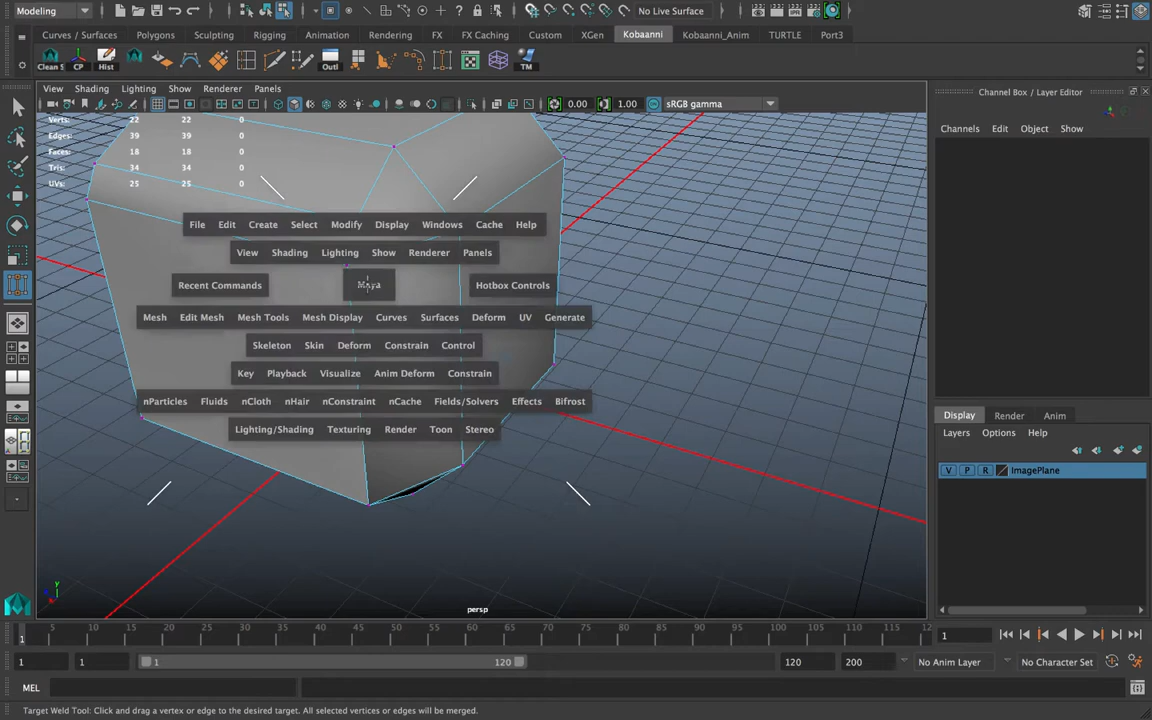 Modeling No Live Surface
Curves / Surfaces Polygons Sculpting Rigging Animation Rendering FX FX Caching Custom XGen Kobaanni Kobaanni_Anim TURTLE Port3
Clean S CP Hist Outl TM
View Shading Lighting Show Renderer Panels
Channel Box / Layer Editor
0.00 1.00 sRGB gamma
Channels Edit Object Show
Verts: 22 22 0
Edges: 39 39 0
Faces: 18 18 0
Tris: 34 34 0
UVs: 25 25 0
File Edit Create Select Modify Display Windows Cache Help
View Shading Lighting Show Renderer Panels
Recent Commands Maya Hotbox Controls
Mesh Edit Mesh Mesh Tools Mesh Display Curves Surfaces Deform UV Generate
Skeleton Skin Deform Constrain Control
Key Playback Visualize Anim Deform Constrain
nParticles Fluids nCloth nHair nConstraint nCache Fields/Solvers Effects Bifrost
Lighting/Shading Texturing Render Toon Stereo
Display Render Anim
Layers Options Help
V P R ImagePlane
y
persp
5 10 15 20 25 30 35 40 45 50 55 60 65 70 75 80 85 90 95 100 105 110 115 12
1 1
1 1 1 120 120 200 No Anim Layer No Character Set
MEL
Target Weld Tool: Click and drag a vertex or edge to the desired target. All selected vertices or edges will be merged.